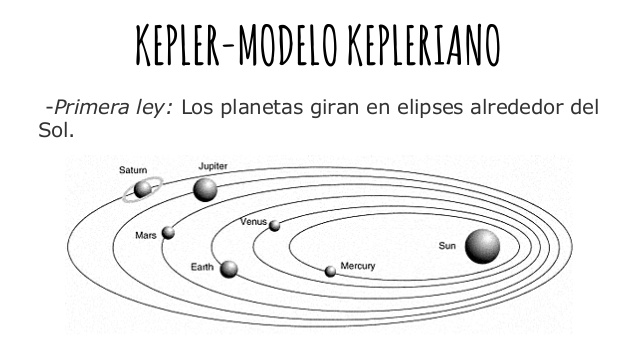 KEPLER-MODELO KEPLERIANO
-Primera ley: Los planetas giran en elipses alrededor del
Sol.
Saturn
Jupiter
Venus
Mars
Sun
Earth
Mercury